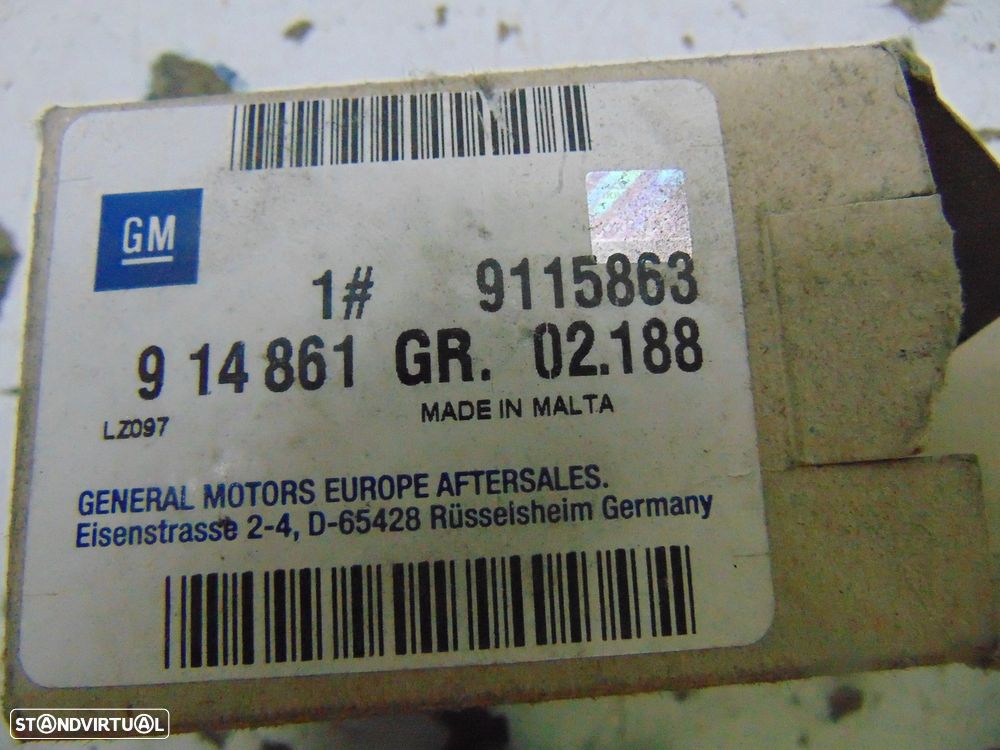 GM
1# 9115863
9 14 861 GR. 02.188
LZ097 MADE IN MALTA
GENERAL MOTORS EUROPE AFTERSALES.
Eisenstrasse 2-4, D-65428 Rüsselsheim Germany
STANDVIRTUAL